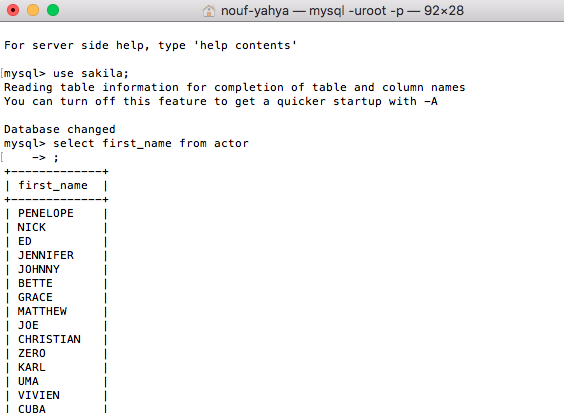 nouf-yahya — mysql -uroot -p — 92×28
For server side help, type 'help contents'
[mysql> use sakila;
Reading table information for completion of table and column names
You can turn off this feature to get a quicker startup with -A
Database changed
mysql> select first_name from actor
[    -> ;
+-------------+
| first_name  |
+-------------+
| PENELOPE    |
| NICK        |
| ED          |
| JENNIFER    |
| JOHNNY      |
| BETTE       |
| GRACE       |
| MATTHEW     |
| JOE         |
| CHRISTIAN   |
| ZERO        |
| KARL        |
| UMA         |
| VIVIEN      |
| CUBA        |